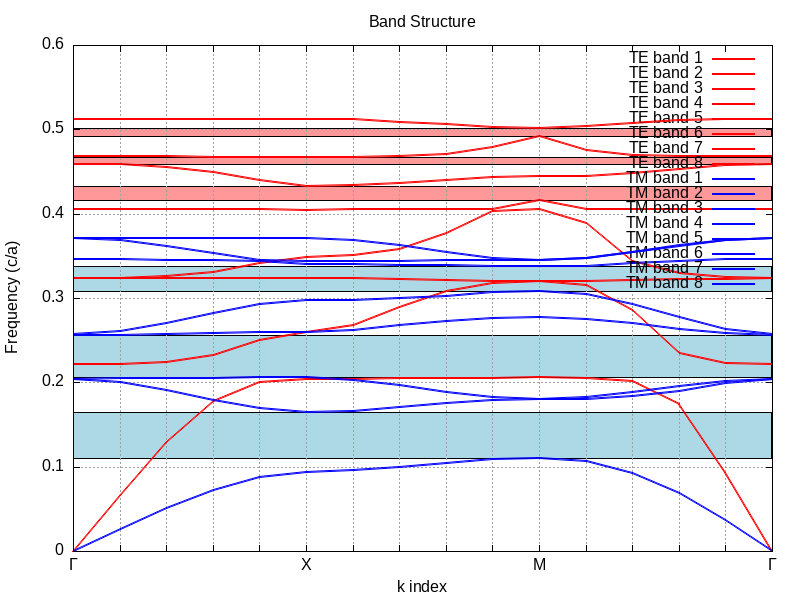 Band Structure
0.6
0.5
0.4
0.3
0.2
0.1
0
Frequency (c/a)
TE band 1
TE band 2
TE band 3
TE band 4
TE band 5
TE band 6
TE band 7
TE band 8
TM band 1
TM band 2
TM band 3
TM band 4
TM band 5
TM band 6
TM band 7
TM band 8
Γ X M Γ
k index